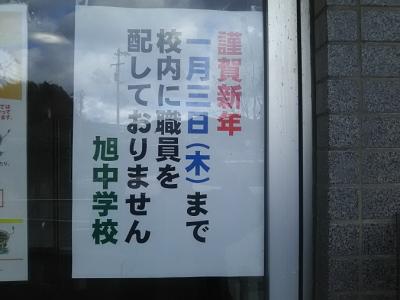 謹賀新年
一月三日(木)まで
校内に職員を
配しておりません
旭中学校